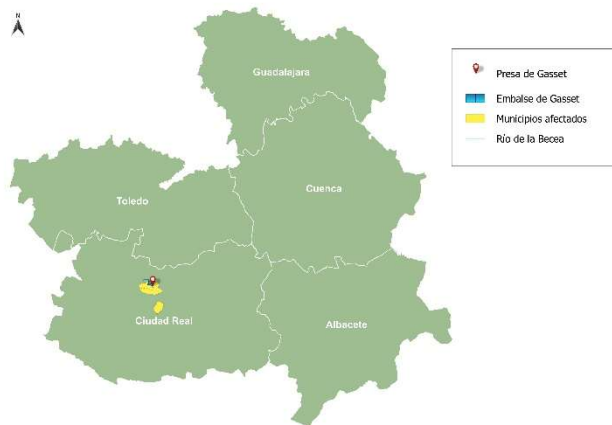 N
Guadalajara
Presa de Gasset
Embalse de Gasset
Municipios afectados
Río de la Becea
Toledo
Cuenca
Ciudad Real
Albacete